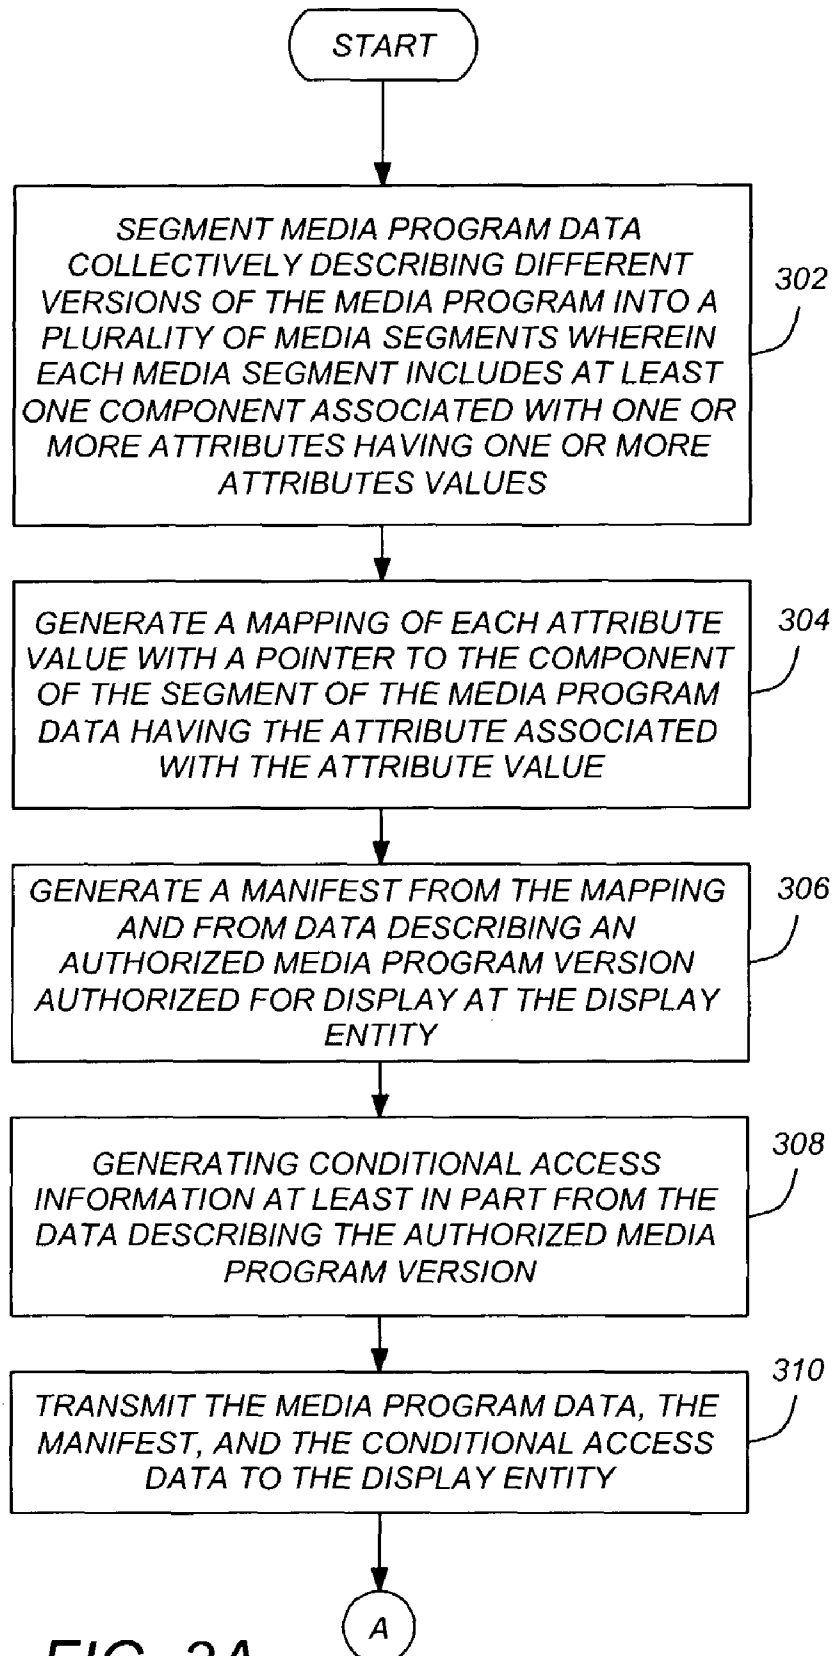 START
SEGMENT MEDIA PROGRAM DATA
COLLECTIVELY DESCRIBING DIFFERENT
VERSIONS OF THE MEDIA PROGRAM INTO A
PLURALITY OF MEDIA SEGMENTS WHEREIN
EACH MEDIA SEGMENT INCLUDES AT LEAST
ONE COMPONENT ASSOCIATED WITH ONE OR
MORE ATTRIBUTES HAVING ONE OR MORE
ATTRIBUTES VALUES
302
GENERATE A MAPPING OF EACH ATTRIBUTE
VALUE WITH A POINTER TO THE COMPONENT
OF THE SEGMENT OF THE MEDIA PROGRAM
DATA HAVING THE ATTRIBUTE ASSOCIATED
WITH THE ATTRIBUTE VALUE
304
GENERATE A MANIFEST FROM THE MAPPING
AND FROM DATA DESCRIBING AN
AUTHORIZED MEDIA PROGRAM VERSION
AUTHORIZED FOR DISPLAY AT THE DISPLAY
ENTITY
306
GENERATING CONDITIONAL ACCESS
INFORMATION AT LEAST IN PART FROM THE
DATA DESCRIBING THE AUTHORIZED MEDIA
PROGRAM VERSION
308
TRANSMIT THE MEDIA PROGRAM DATA, THE
MANIFEST, AND THE CONDITIONAL ACCESS
DATA TO THE DISPLAY ENTITY
310
A
FIG.